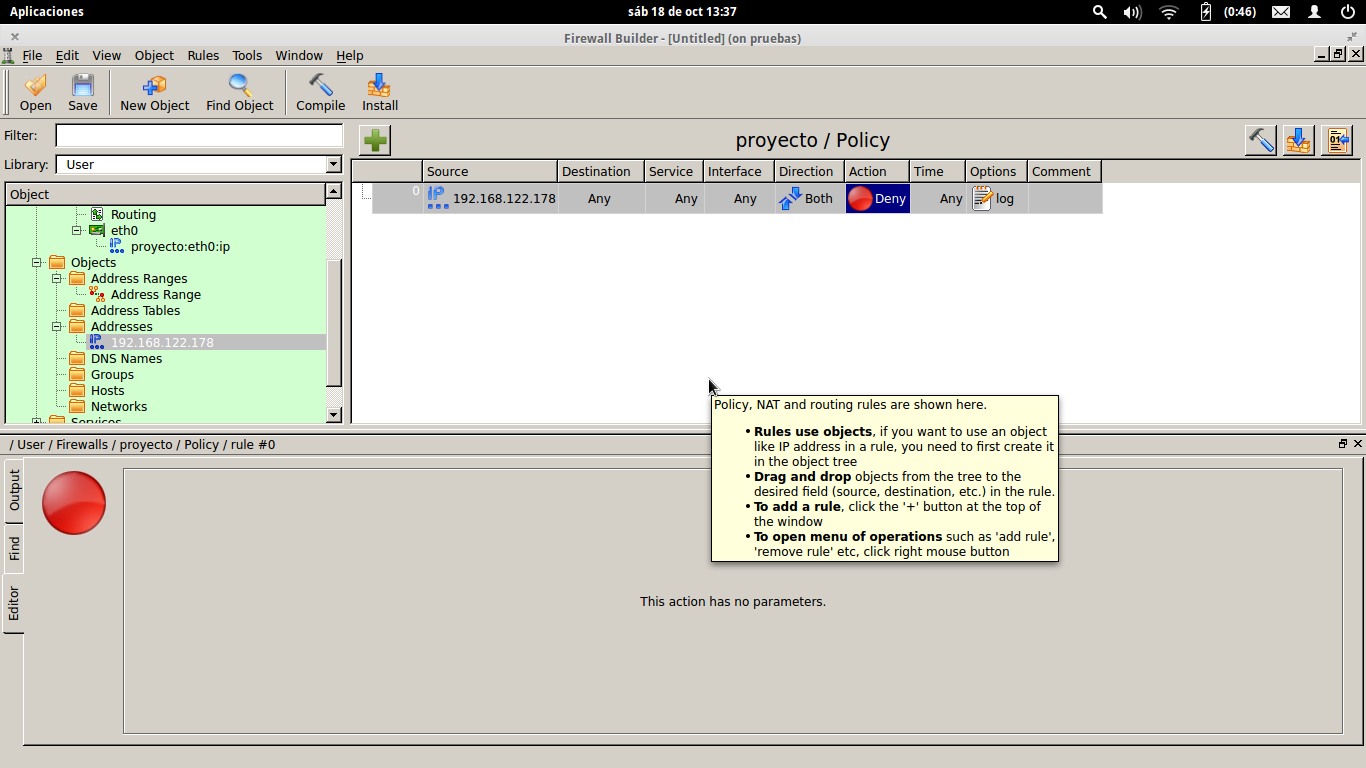 Aplicaciones
sáb 18 de oct 13:37
(0:46)
Firewall Builder - [Untitled] (on pruebas)
File Edit View Object Rules Tools Window Help
Open Save New Object Find Object Compile Install
Filter:
Library: User
Object
Routing
eth0
proyecto:eth0:ip
Objects
Address Ranges
Address Range
Address Tables
Addresses
192.168.122.178
DNS Names
Groups
Hosts
Networks
Services
proyecto / Policy
Source Destination Service Interface Direction Action Time Options Comment
0 192.168.122.178 Any Any Any Both Deny Any log
Policy, NAT and routing rules are shown here.
• Rules use objects, if you want to use an object
like IP address in a rule, you need to first create it
in the object tree
• Drag and drop objects from the tree to the
desired field (source, destination, etc.) in the rule.
• To add a rule, click the '+' button at the top of
the window
• To open menu of operations such as 'add rule',
'remove rule' etc, click right mouse button
/ User / Firewalls / proyecto / Policy / rule #0
Output
Find
Editor
This action has no parameters.